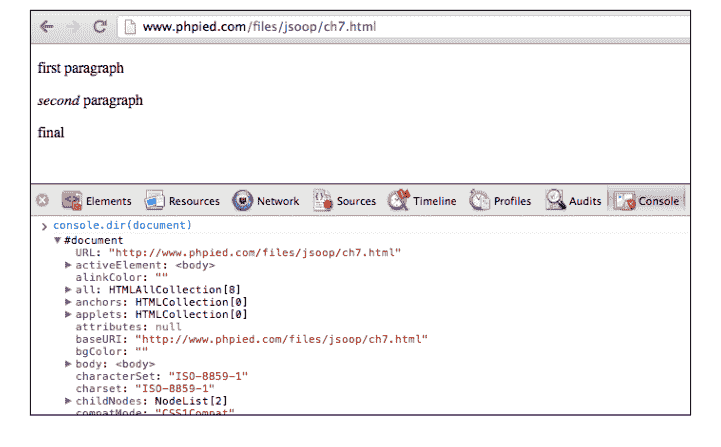 www.phpied.com/files/jsoop/ch7.html
first paragraph
second paragraph
final
Elements Resources Network Sources Timeline Profiles Audits Console
> console.dir(document)
▼#document
URL: "http://www.phpied.com/files/jsoop/ch7.html"
▶activeElement: <body>
alinkColor: ""
▶all: HTMLAllCollection[8]
▶anchors: HTMLCollection[0]
▶applets: HTMLCollection[0]
attributes: null
baseURI: "http://www.phpied.com/files/jsoop/ch7.html"
bgColor: ""
▶body: <body>
characterSet: "ISO-8859-1"
charset: "ISO-8859-1"
▶childNodes: NodeList[2]
compatMode: "CSS1Compat"